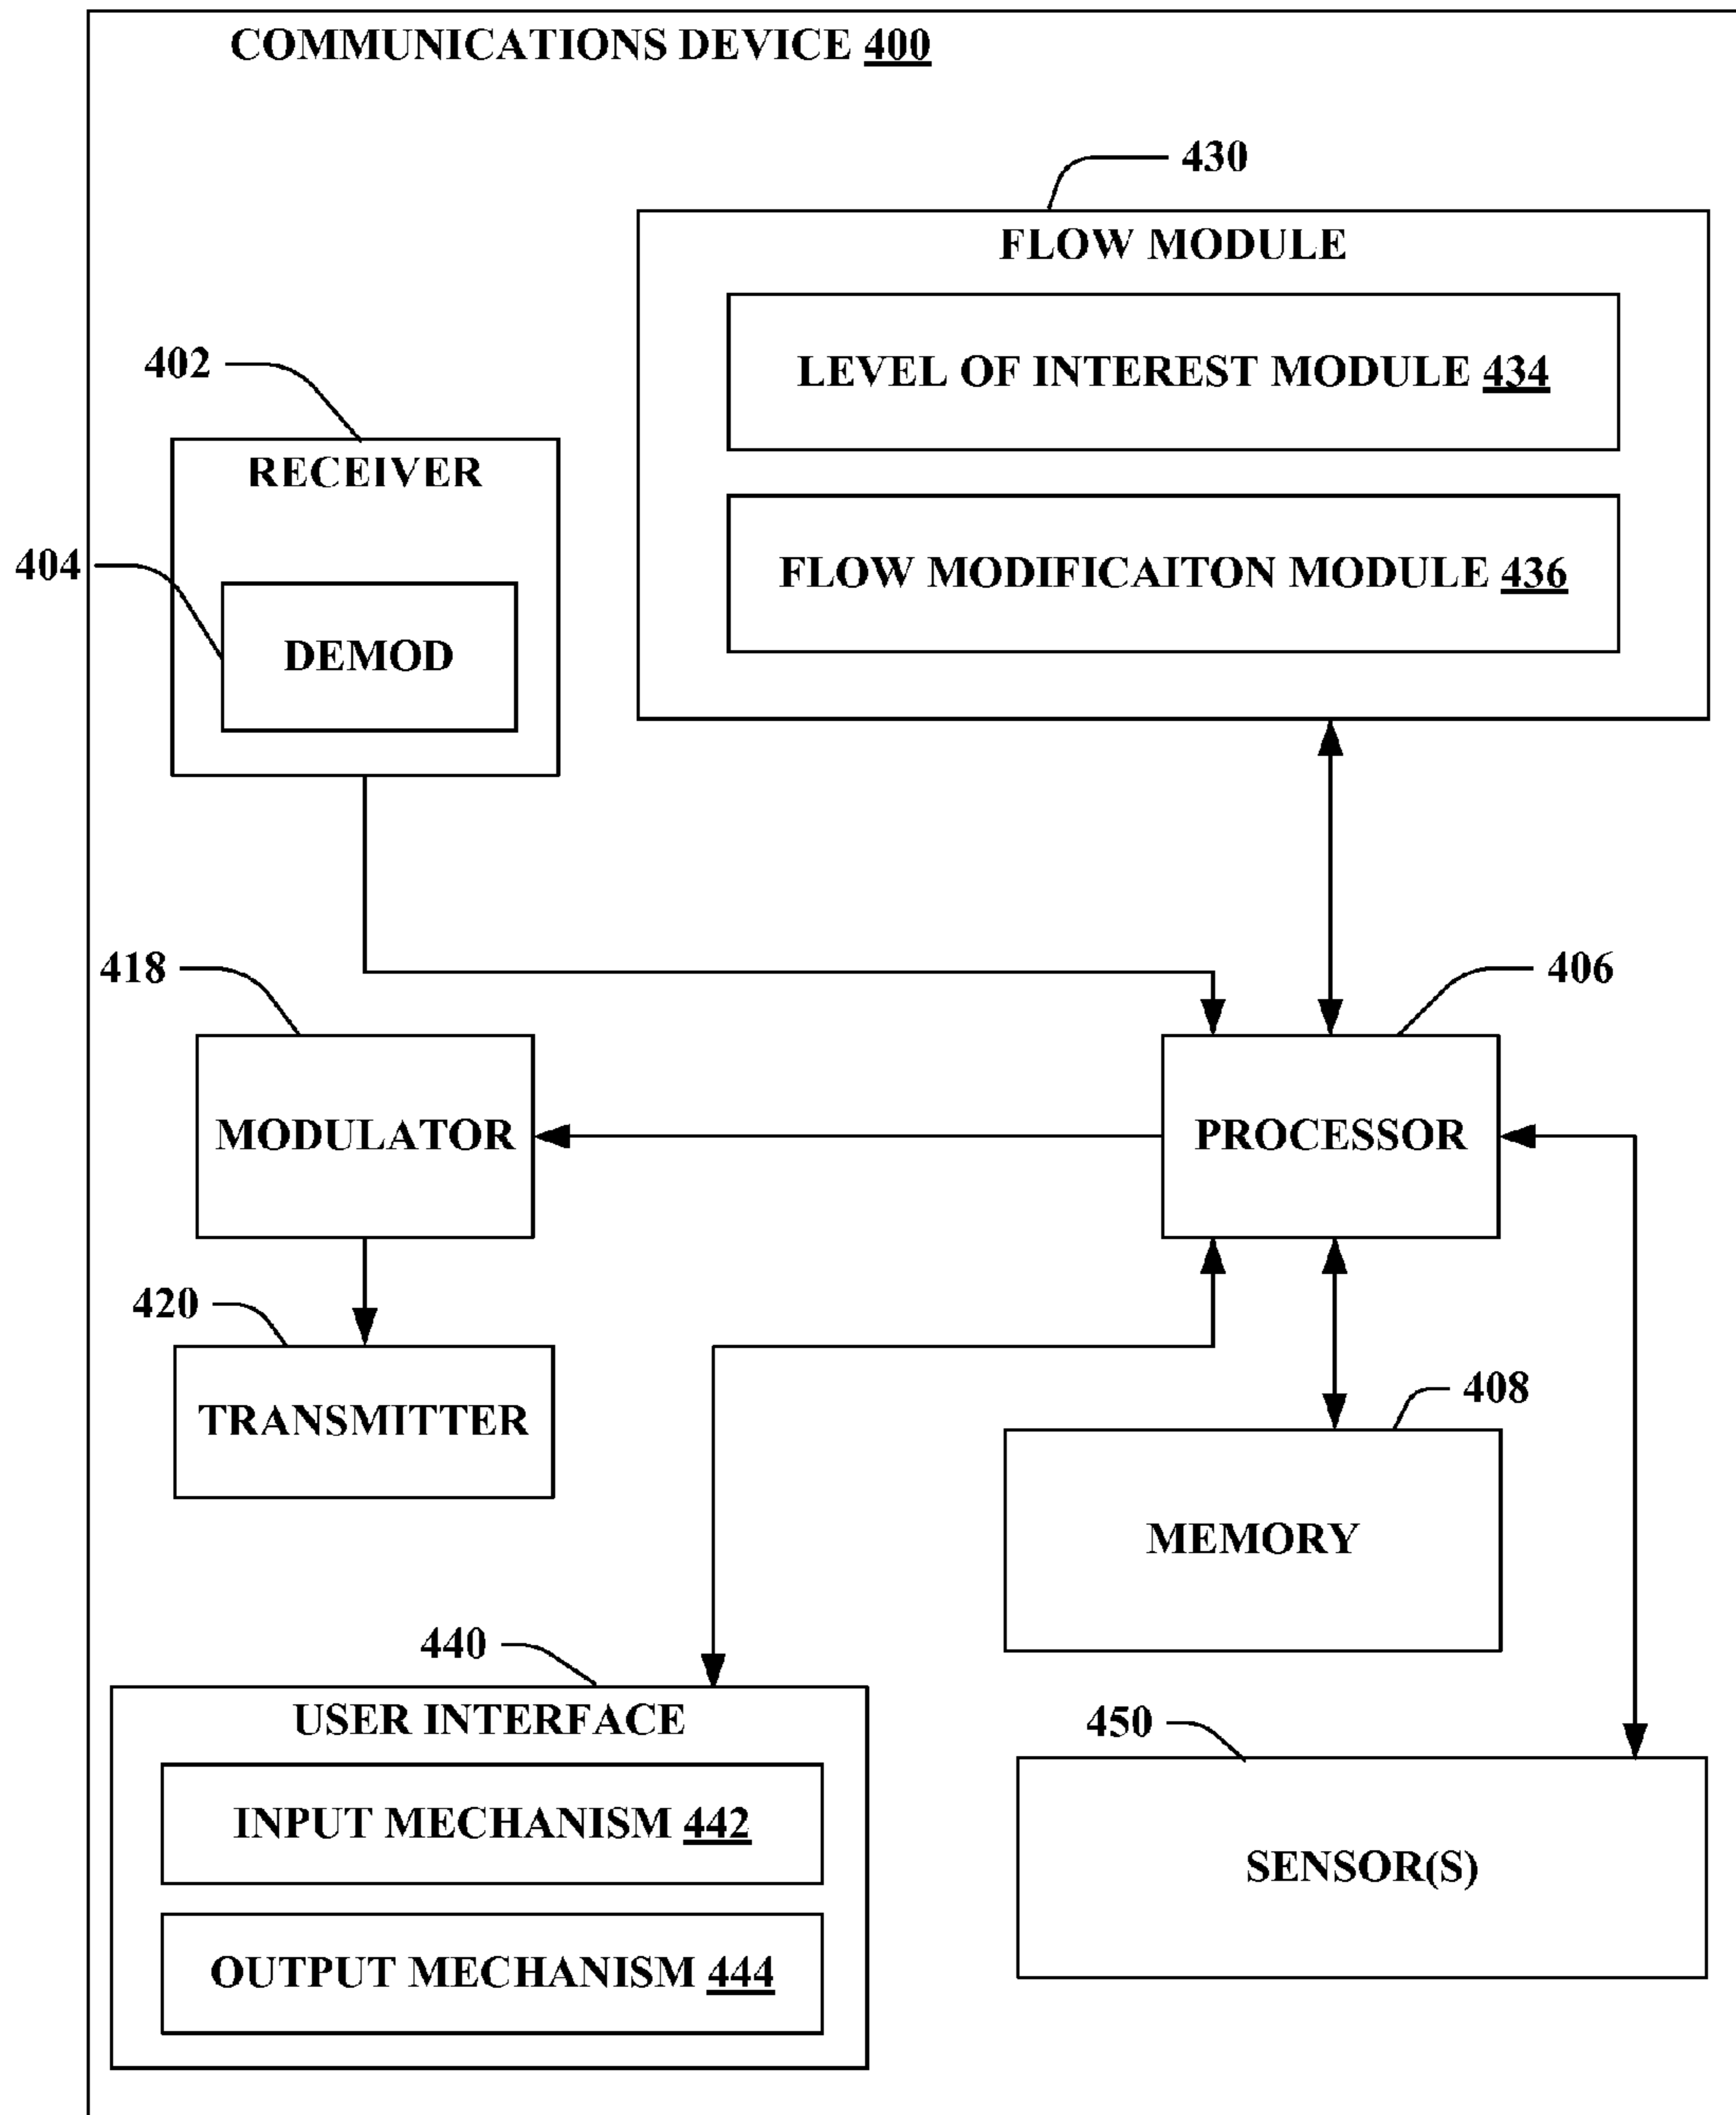 COMMUNICATIONS DEVICE 400
430
FLOW MODULE
LEVEL OF INTEREST MODULE 434
FLOW MODIFICAITON MODULE 436
402
RECEIVER
404
DEMOD
418
MODULATOR
406
PROCESSOR
420
TRANSMITTER
408
MEMORY
440
USER INTERFACE
INPUT MECHANISM 442
OUTPUT MECHANISM 444
450
SENSOR(S)